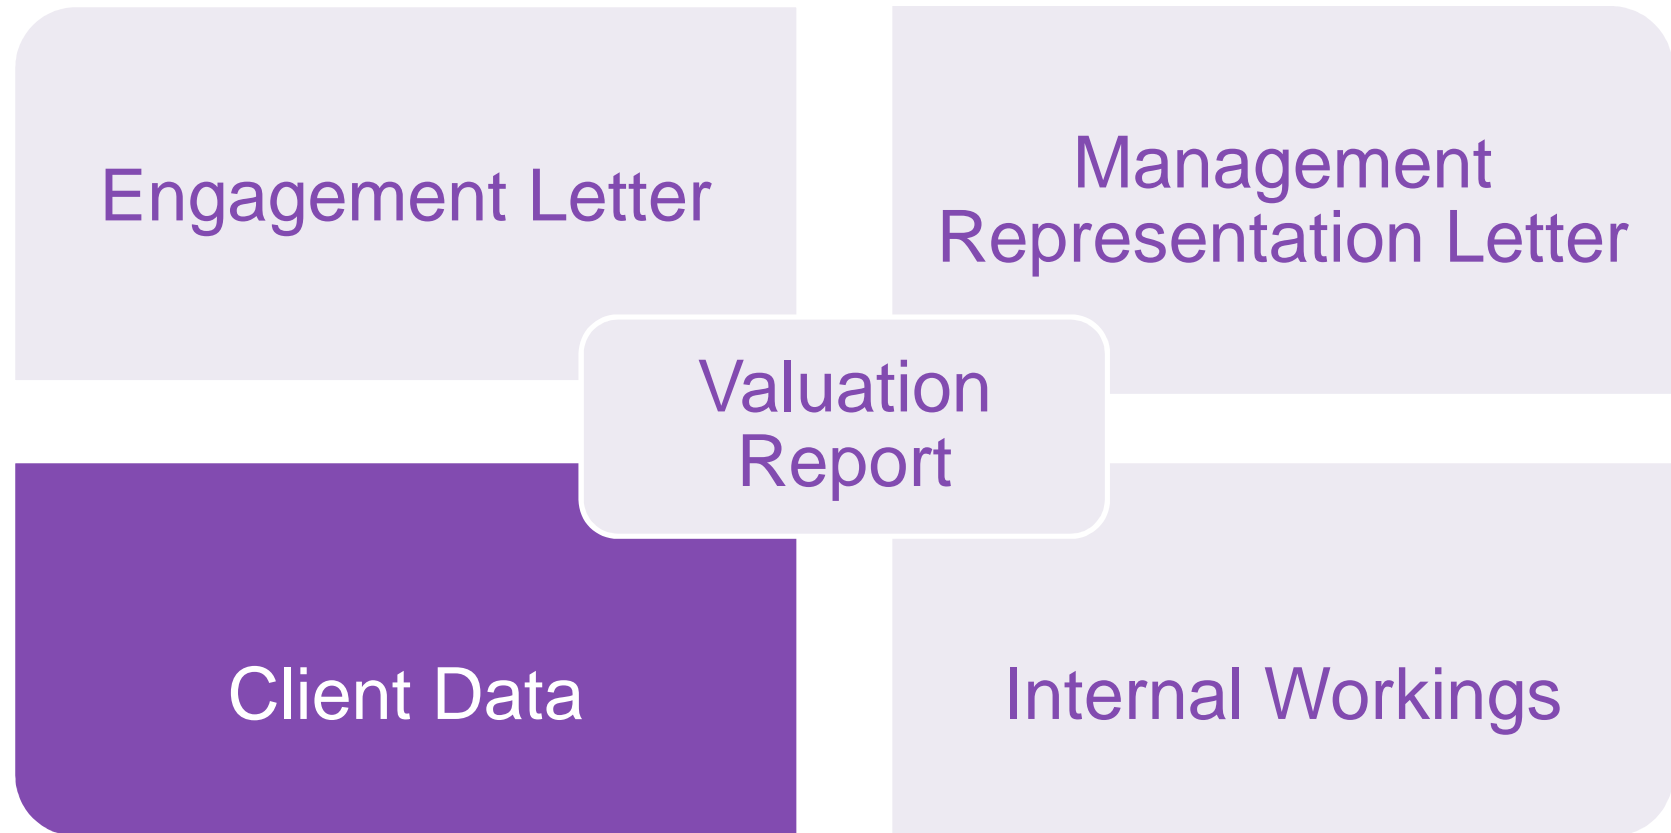 Engagement Letter
Management
Representation Letter
Valuation
Report
Client Data
Internal Workings